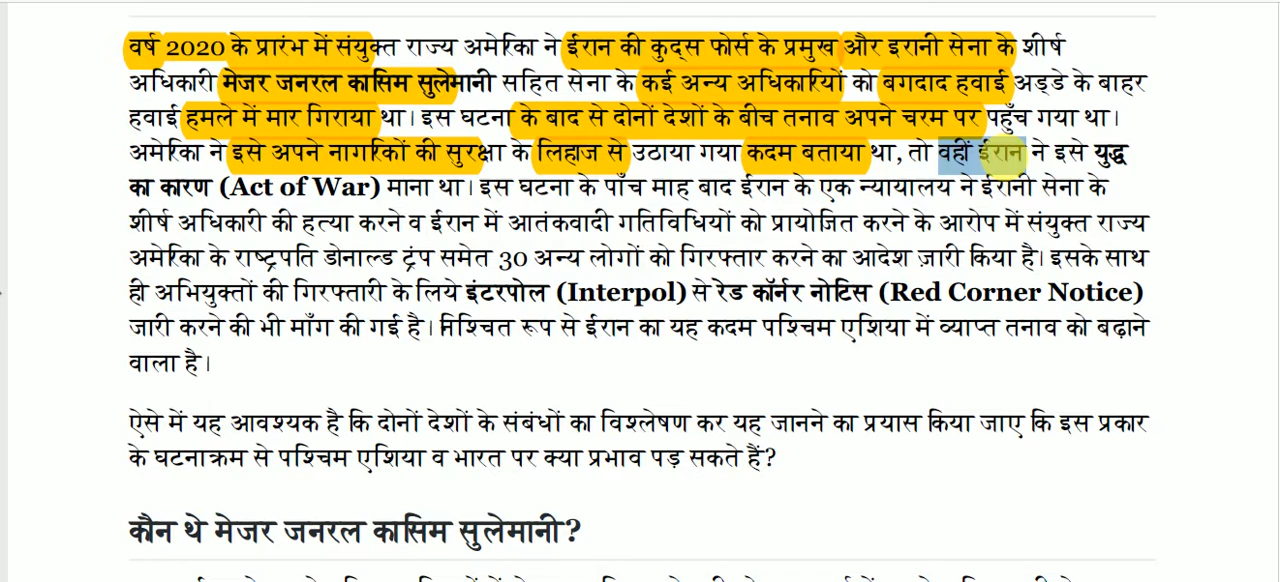 वर्ष 2020 के प्रारंभ में संयुक्त राज्य अमेरिका ने ईरान की कुद्स फोर्स के प्रमुख और इरानी सेना के शीर्ष
अधिकारी मेजर जनरल कासिम सुलेमानी सहित सेना के कई अन्य अधिकारियों को बगदाद हवाई अड्डे के बाहर
हवाई हमले में मार गिराया था। इस घटना के बाद से दोनों देशों के बीच तनाव अपने चरम पर पहुँच गया था।
अमेरिका ने इसे अपने नागरिकों की सुरक्षा के लिहाज से उठाया गया कदम बताया था, तो वहीं ईरान ने इसे युद्ध
का कारण (Act of War) माना था। इस घटना के पाँच माह बाद ईरान के एक न्यायालय ने ईरानी सेना के
शीर्ष अधिकारी की हत्या करने व ईरान में आतंकवादी गतिविधियों को प्रायोजित करने के आरोप में संयुक्त राज्य
अमेरिका के राष्ट्रपति डोनाल्ड ट्रंप समेत 30 अन्य लोगों को गिरफ्तार करने का आदेश ज़ारी किया है। इसके साथ
ही अभियुक्तों की गिरफ्तारी के लिये इंटरपोल (Interpol) से रेड कॉर्नर नोटिस (Red Corner Notice)
जारी करने की भी माँग की गई है। निश्चित रूप से ईरान का यह कदम पश्चिम एशिया में व्याप्त तनाव को बढ़ाने
वाला है।
ऐसे में यह आवश्यक है कि दोनों देशों के संबंधों का विश्लेषण कर यह जानने का प्रयास किया जाए कि इस प्रकार
के घटनाक्रम से पश्चिम एशिया व भारत पर क्या प्रभाव पड़ सकते हैं?
कौन थे मेजर जनरल कासिम सुलेमानी?